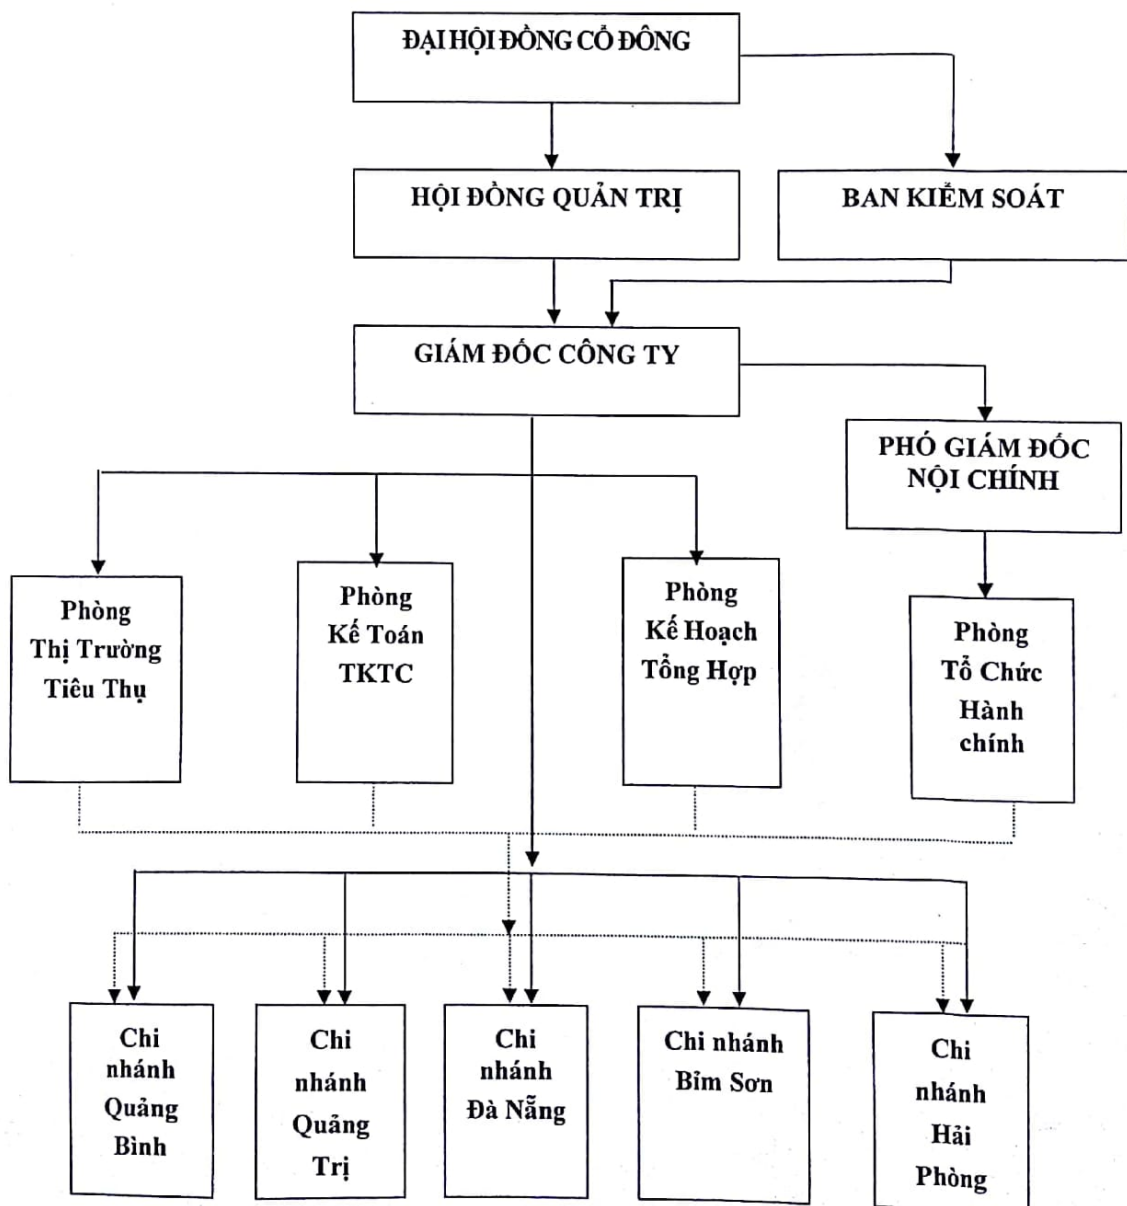 ĐẠI HỘI ĐỒNG CỔ ĐÔNG
HỘI ĐỒNG QUẢN TRỊ
BAN KIỂM SOÁT
GIÁM ĐỐC CÔNG TY
PHÓ GIÁM ĐỐC
NỘI CHÍNH
Phòng
Thị Trường
Tiêu Thụ
Phòng
Kế Toán
TKTC
Phòng
Kế Hoạch
Tổng Hợp
Phòng
Tổ Chức
Hành
chính
Chi
nhánh
Quảng
Bình
Chi
nhánh
Quảng
Trị
Chi
nhánh
Đà Nẵng
Chi nhánh
Bỉm Sơn
Chi
nhánh
Hải
Phòng